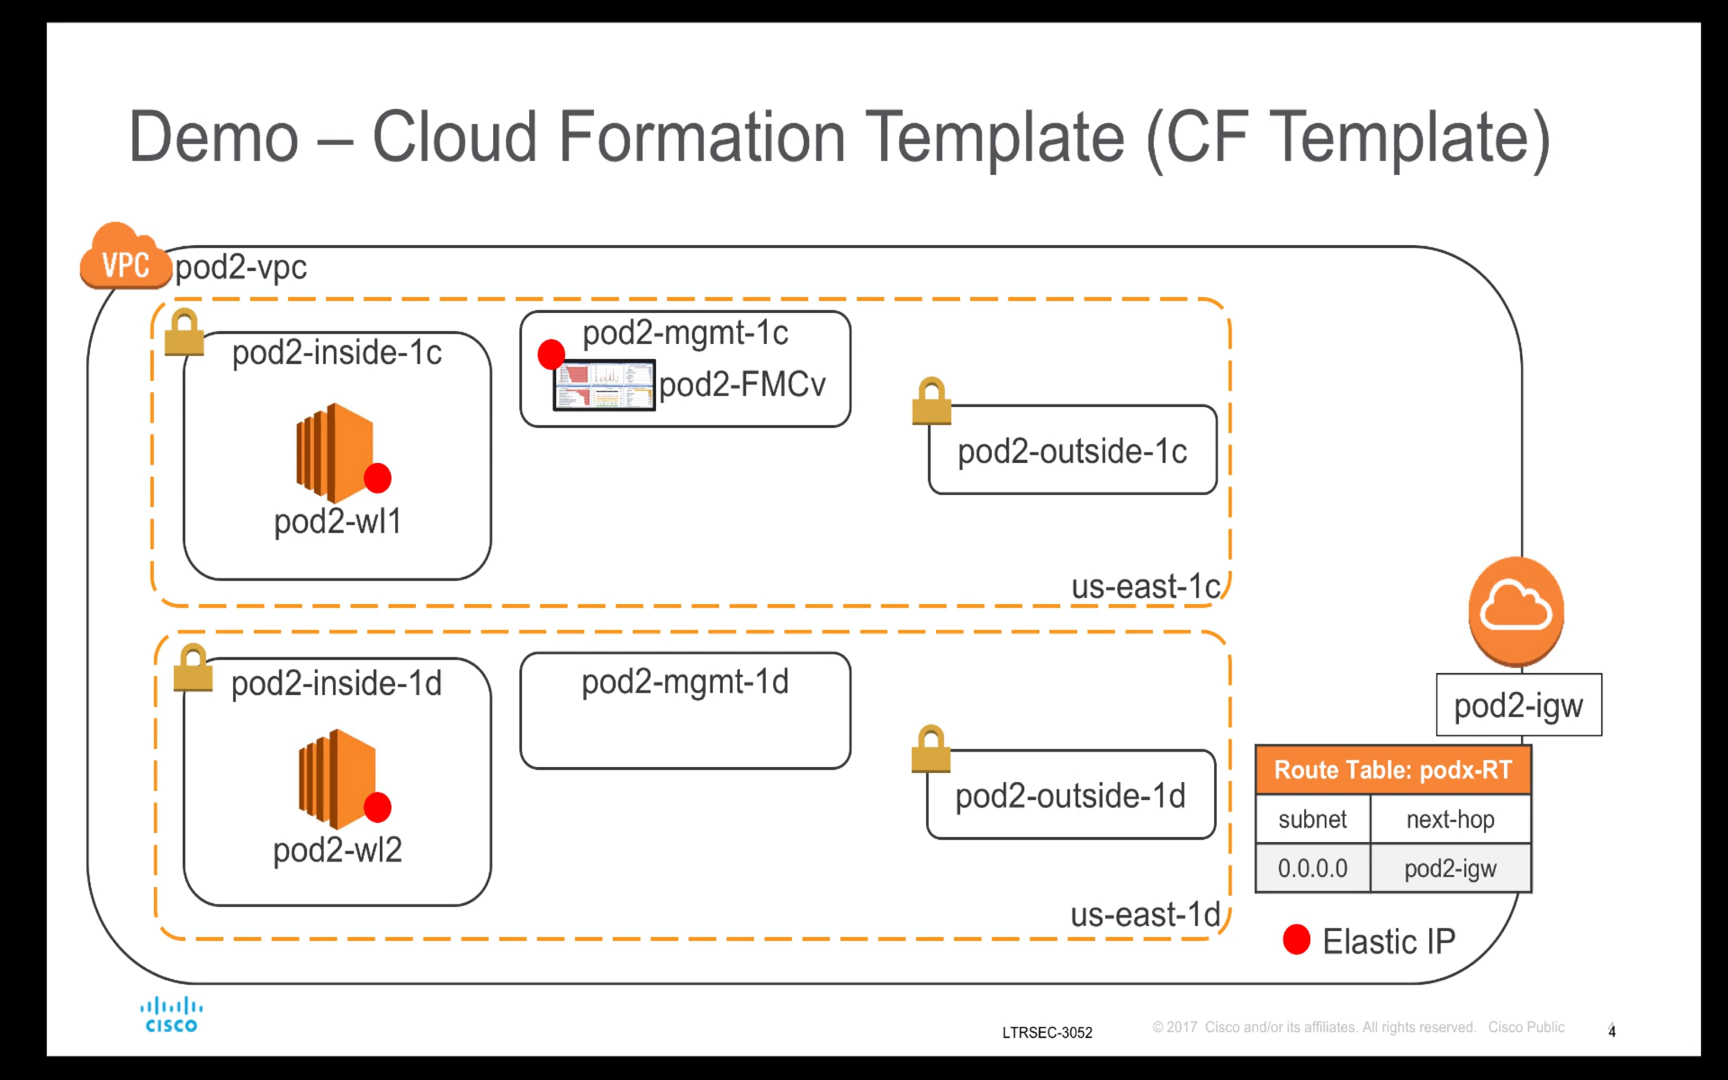 Demo – Cloud Formation Template (CF Template)
VPC
pod2-vpc
pod2-inside-1c
pod2-wl1
pod2-mgmt-1c
pod2-FMCv
pod2-outside-1c
us-east-1c
pod2-inside-1d
pod2-wl2
pod2-mgmt-1d
pod2-outside-1d
us-east-1d
pod2-igw
Route Table: podx-RT
subnet next-hop
0.0.0.0 pod2-igw
Elastic IP
CISCO
LTRSEC-3052
© 2017 Cisco and/or its affiliates. All rights reserved. Cisco Public
4